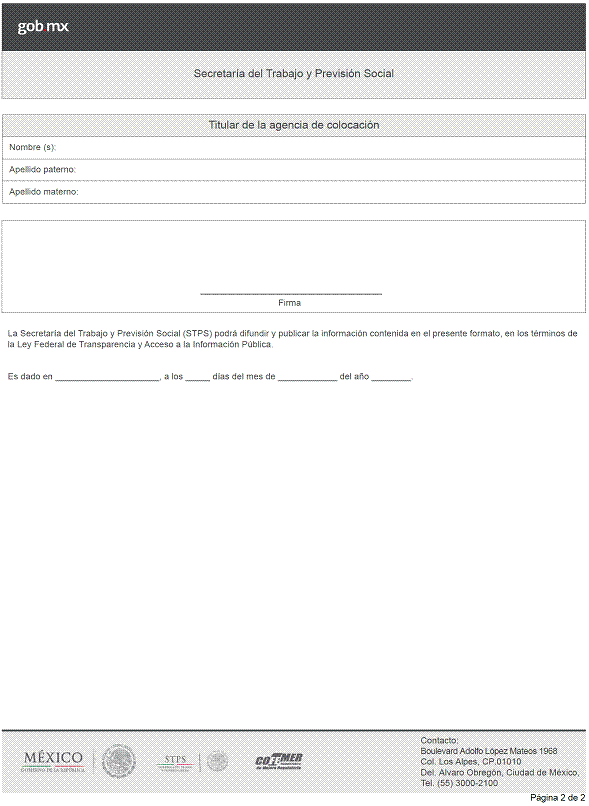 gob.mx
Secretaría del Trabajo y Previsión Social
Titular de la agencia de colocación
Nombre (s):
Apellido paterno:
Apellido materno:
Firma
La Secretaría del Trabajo y Previsión Social (STPS) podrá difundir y publicar la información contenida en el presente formato, en los términos de
la Ley Federal de Transparencia y Acceso a la Información Pública.
Es dado en _____________________, a los _____ días del mes de ____________ del año ________.
MÉXICO
GOBIERNO DE LA REPÚBLICA
STPS
COFEMER
Contacto:
Boulevard Adolfo López Mateos 1968
Col. Los Alpes, CP.01010
Del. Alvaro Obregón, Ciudad de México,
Tel. (55) 3000-2100
Página 2 de 2